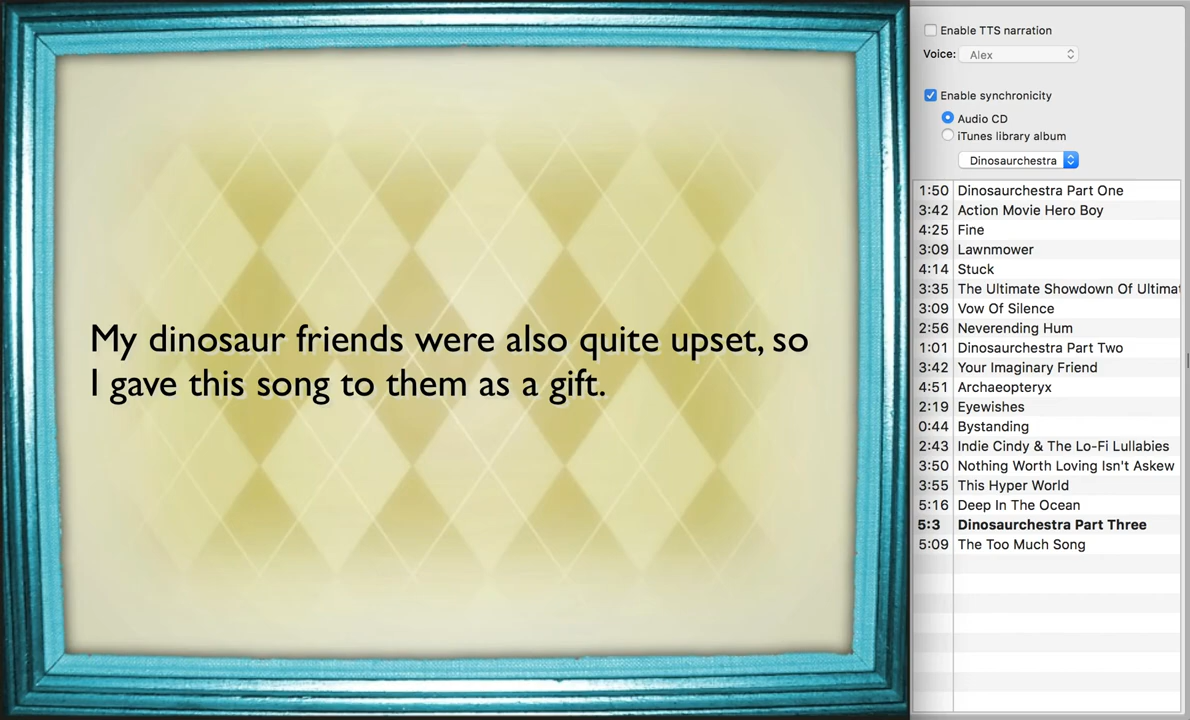 My dinosaur friends were also quite upset, so
I gave this song to them as a gift.
Enable TTS narration
Voice: Alex
Enable synchronicity
Audio CD
iTunes library album
Dinosaurchestra
1:50 Dinosaurchestra Part One
3:42 Action Movie Hero Boy
4:25 Fine
3:09 Lawnmower
4:14 Stuck
3:35 The Ultimate Showdown Of Ultimat
3:09 Vow Of Silence
2:56 Neverending Hum
1:01 Dinosaurchestra Part Two
3:42 Your Imaginary Friend
4:51 Archaeopteryx
2:19 Eyewishes
0:44 Bystanding
2:43 Indie Cindy & The Lo-Fi Lullabies
3:50 Nothing Worth Loving Isn't Askew
3:55 This Hyper World
5:16 Deep In The Ocean
5:3 Dinosaurchestra Part Three
5:09 The Too Much Song